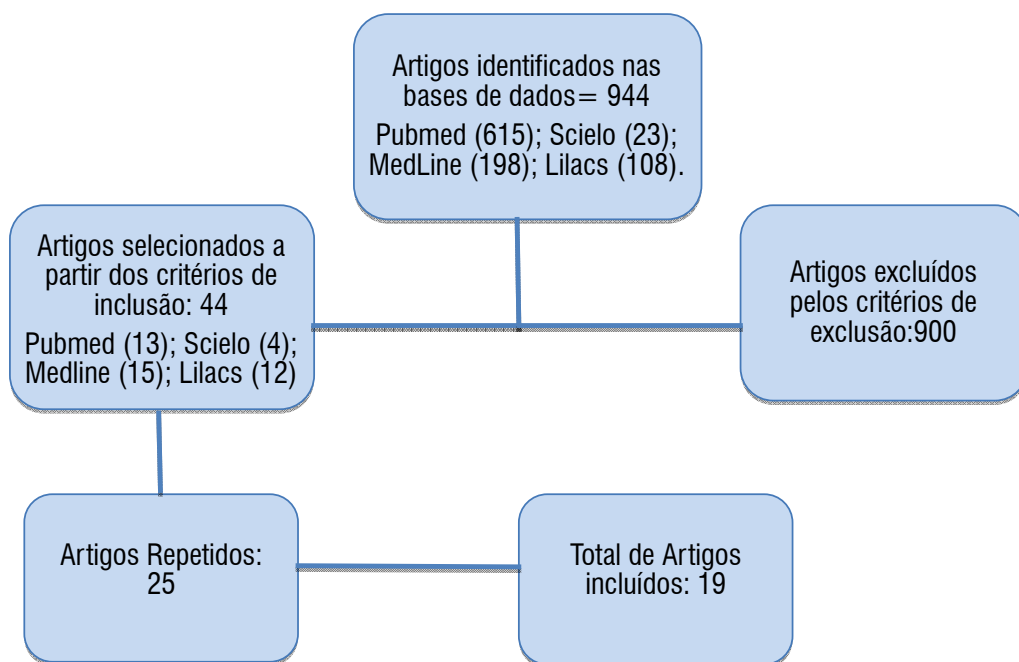 Artigos identificados nas
bases de dados= 944
Pubmed (615); Scielo (23);
MedLine (198); Lilacs (108).
Artigos selecionados a
partir dos critérios de
inclusão: 44
Pubmed (13); Scielo (4);
Medline (15); Lilacs (12)
Artigos excluídos
pelos critérios de
exclusão:900
Artigos Repetidos:
25
Total de Artigos
incluídos: 19